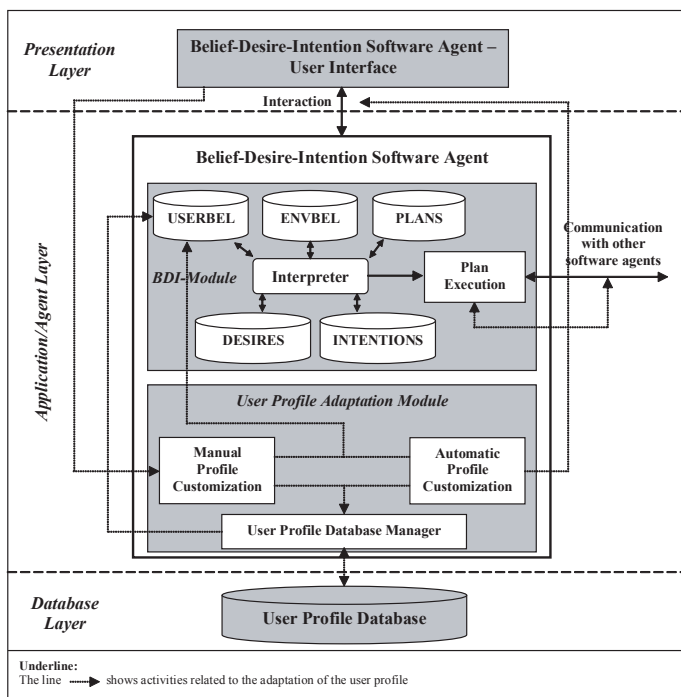 Presentation
Layer
Belief-Desire-Intention Software Agent –
User Interface
Interaction
Application/Agent Layer
Belief-Desire-Intention Software Agent
USERBEL
ENVBEL
PLANS
BDI-Module
Interpreter
Plan
Execution
Communication
with other
software agents
DESIRES
INTENTIONS
User Profile Adaptation Module
Manual
Profile
Customization
Automatic
Profile
Customization
User Profile Database Manager
Database
Layer
User Profile Database
Underline:
The line shows activities related to the adaptation of the user profile